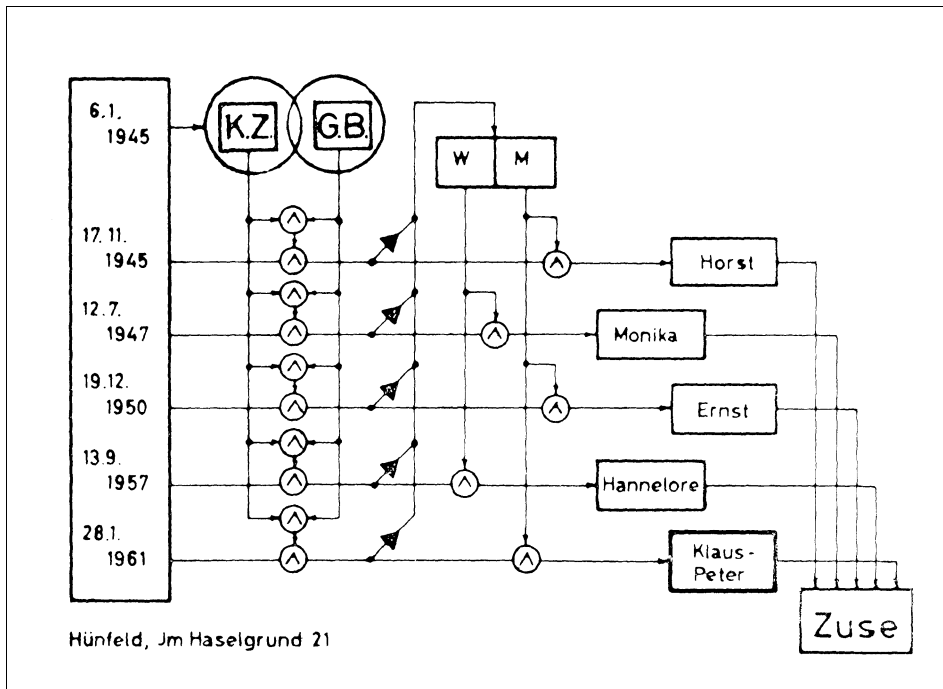 6.1.
1945
K.Z.
G.B.
W
M
17.11.
1945
Horst
12.7.
1947
Monika
19.12.
1950
Ernst
13.9.
1957
Hannelore
28.1.
1961
Klaus-
Peter
Zuse
Hünfeld, Jm Haselgrund 21